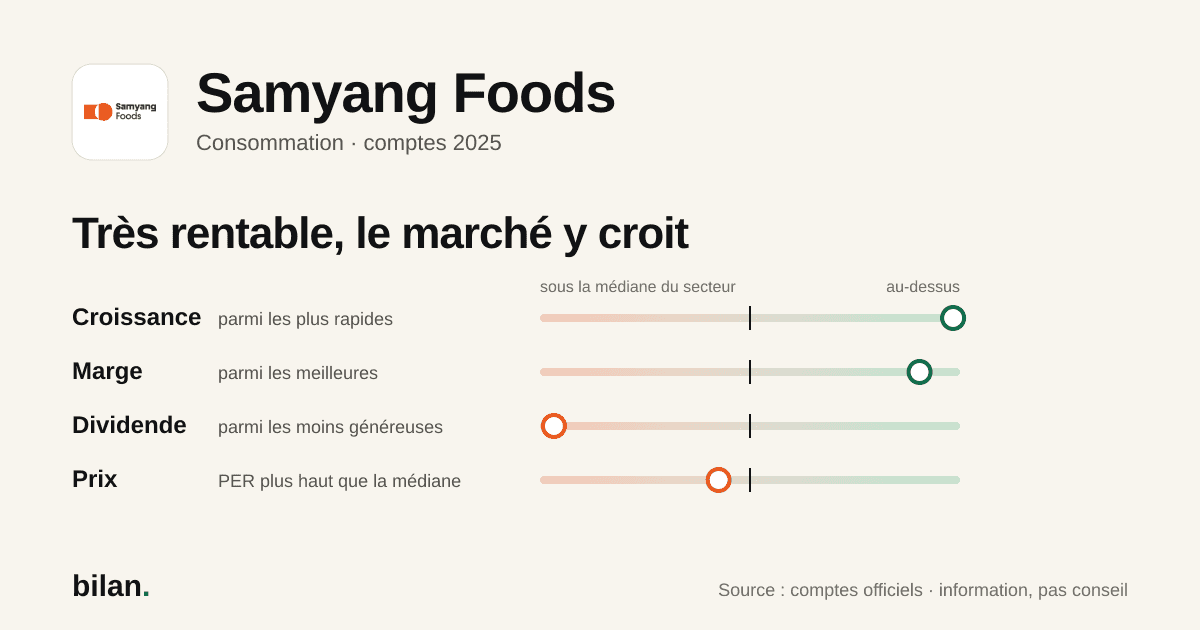 Samyang
Foods
Samyang Foods
Consommation · comptes 2025
Très rentable, le marché y croit
sous la médiane du secteur au-dessus
Croissance parmi les plus rapides
Marge parmi les meilleures
Dividende parmi les moins généreuses
Prix PER plus haut que la médiane
bilan.
Source : comptes officiels · information, pas conseil